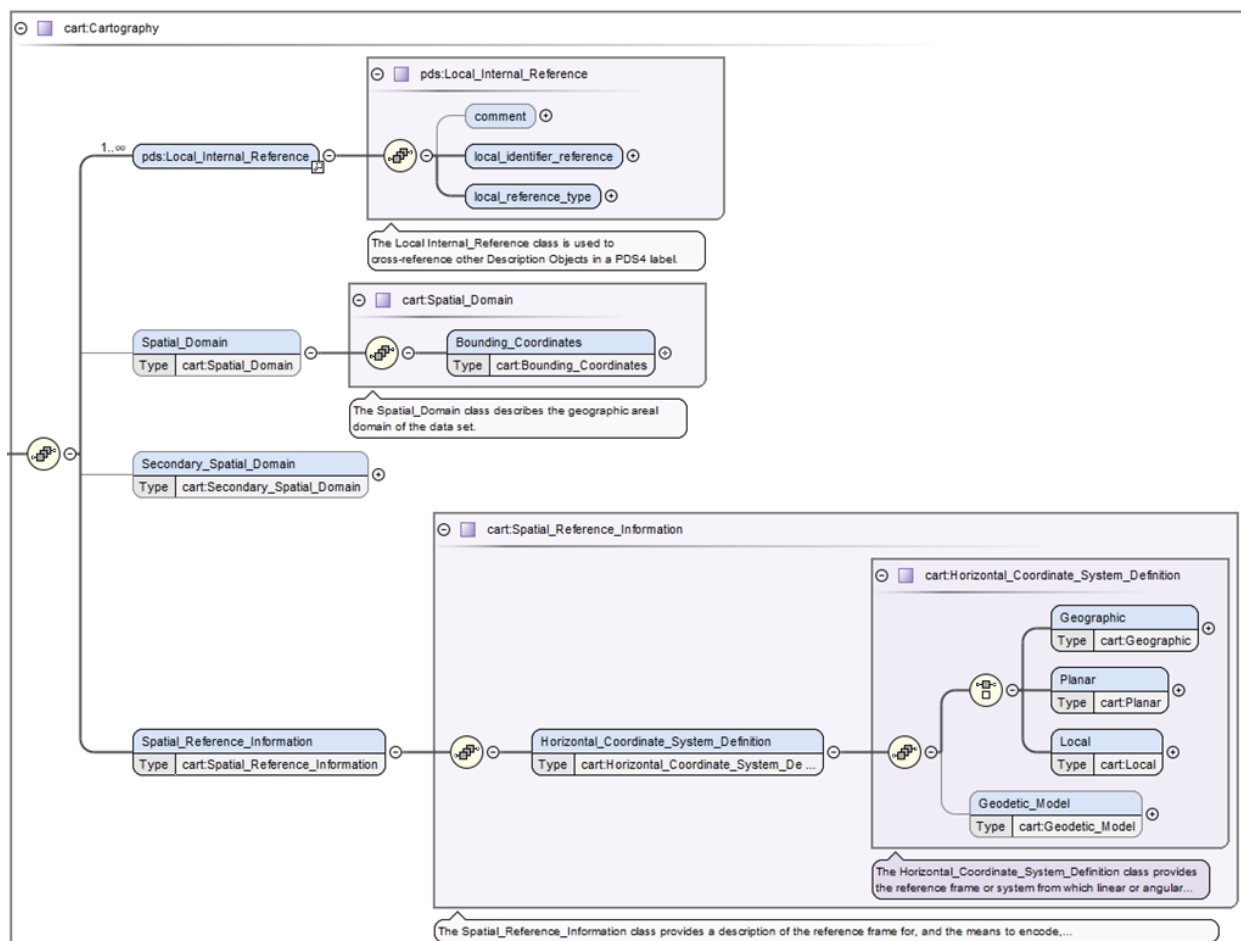 cart:Cartography
pds:Local_Internal_Reference
comment
1..∞
pds:Local_Internal_Reference
local_identifier_reference
local_reference_type
The Local Internal_Reference class is used to
cross-reference other Description Objects in a PDS4 label.
cart:Spatial_Domain
Spatial_Domain
Type cart:Spatial_Domain
Bounding_Coordinates
Type cart:Bounding_Coordinates
The Spatial_Domain class describes the geographic areal
domain of the data set.
Secondary_Spatial_Domain
Type cart:Secondary_Spatial_Domain
cart:Spatial_Reference_Information
cart:Horizontal_Coordinate_System_Definition
Geographic
Type cart:Geographic
Planar
Type cart:Planar
Spatial_Reference_Information
Type cart:Spatial_Reference_Information
Horizontal_Coordinate_System_Definition
Type cart:Horizontal_Coordinate_System_De ...
Local
Type cart:Local
Geodetic_Model
Type cart:Geodetic_Model
The Horizontal_Coordinate_System_Definition class provides
the reference frame or system from which linear or angular...
The Spatial_Reference_Information class provides a description of the reference frame for, and the means to encode,...